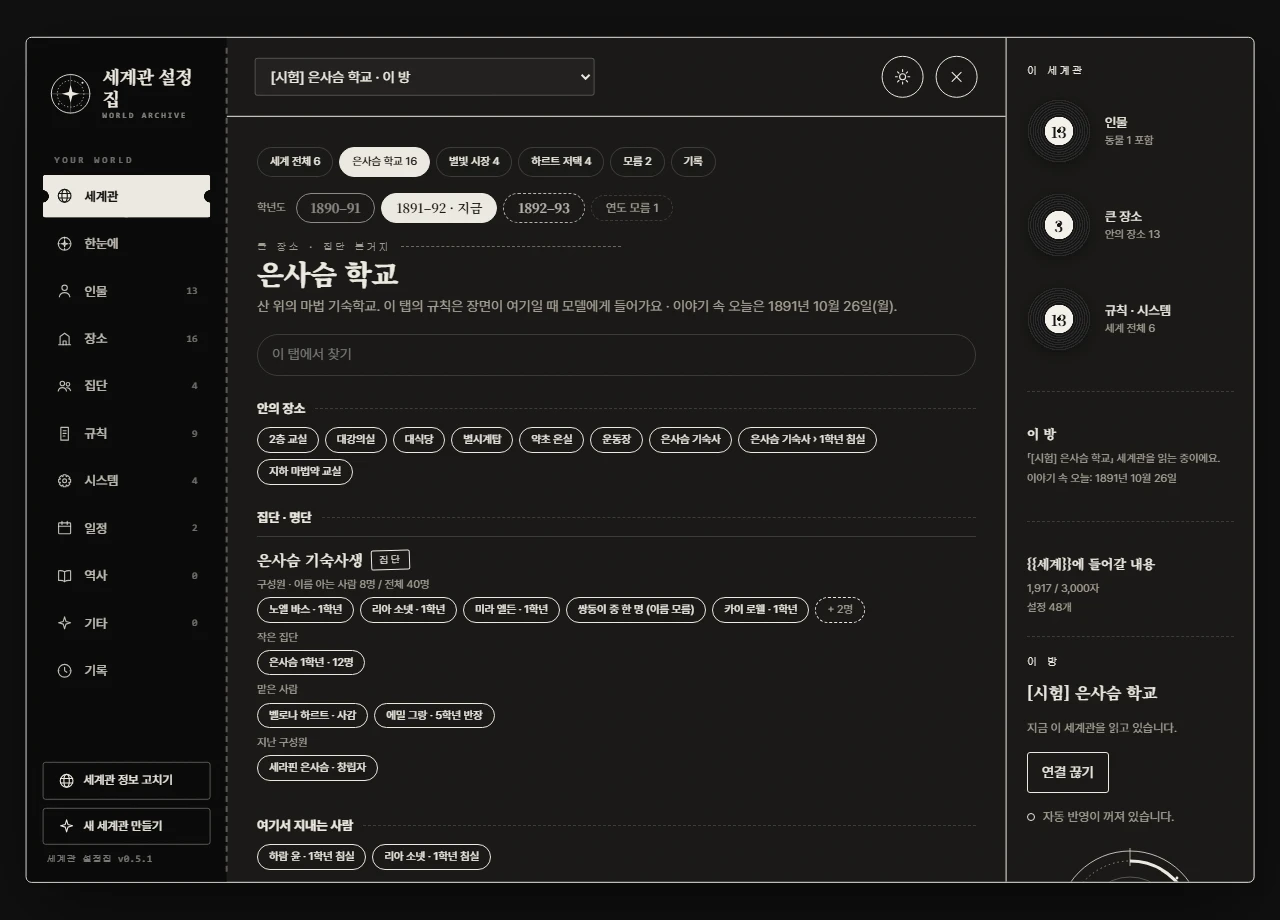 세계관 설정
집
WORLD ARCHIVE
YOUR WORLD
세계관
한눈에
인물 13
장소 16
집단 4
규칙 9
시스템 4
일정 2
역사 0
기타 0
기록
세계관 정보 고치기
새 세계관 만들기
세계관 설정집 v0.5.1
[시험] 은사슴 학교 · 이 방
세계 전체 6 은사슴 학교 16 별빛 시장 4 하르트 저택 4 모름 2 기록
학년도 1890–91 1891–92 · 지금 1892–93 연도 모름 1
큰 장소 · 집단 본거지
은사슴 학교
산 위의 마법 기숙학교. 이 탭의 규칙은 장면이 여기일 때 모델에게 들어가요 · 이야기 속 오늘은 1891년 10월 26일(월).
이 탭에서 찾기
안의 장소
2층 교실 대강의실 대식당 별시계탑 약초 온실 운동장 은사슴 기숙사 은사슴 기숙사 › 1학년 침실
지하 마법약 교실
집단 · 명단
은사슴 기숙사생 집단
구성원 · 이름 아는 사람 8명 / 전체 40명
노엘 바스 · 1학년 리아 소넷 · 1학년 미라 엘든 · 1학년 쌍둥이 중 한 명 (이름 모름) 카이 로웰 · 1학년 + 2명
작은 집단
은사슴 1학년 · 12명
맡은 사람
벨로나 하르트 · 사감 에밀 그랑 · 5학년 반장
지난 구성원
세라핀 은사슴 · 창립자
여기서 지내는 사람
하람 윤 · 1학년 침실 리아 소넷 · 1학년 침실
이 세계관
13 인물
동물 1 포함
3 큰 장소
안의 장소 13
13 규칙 · 시스템
세계 전체 6
이 방
「[시험] 은사슴 학교」 세계관을 읽는 중이에요.
이야기 속 오늘: 1891년 10월 26일
{{세계}}에 들어갈 내용
1,917 / 3,000자
설정 48개
이 방
[시험] 은사슴 학교
지금 이 세계관을 읽고 있습니다.
연결 끊기
자동 반영이 꺼져 있습니다.